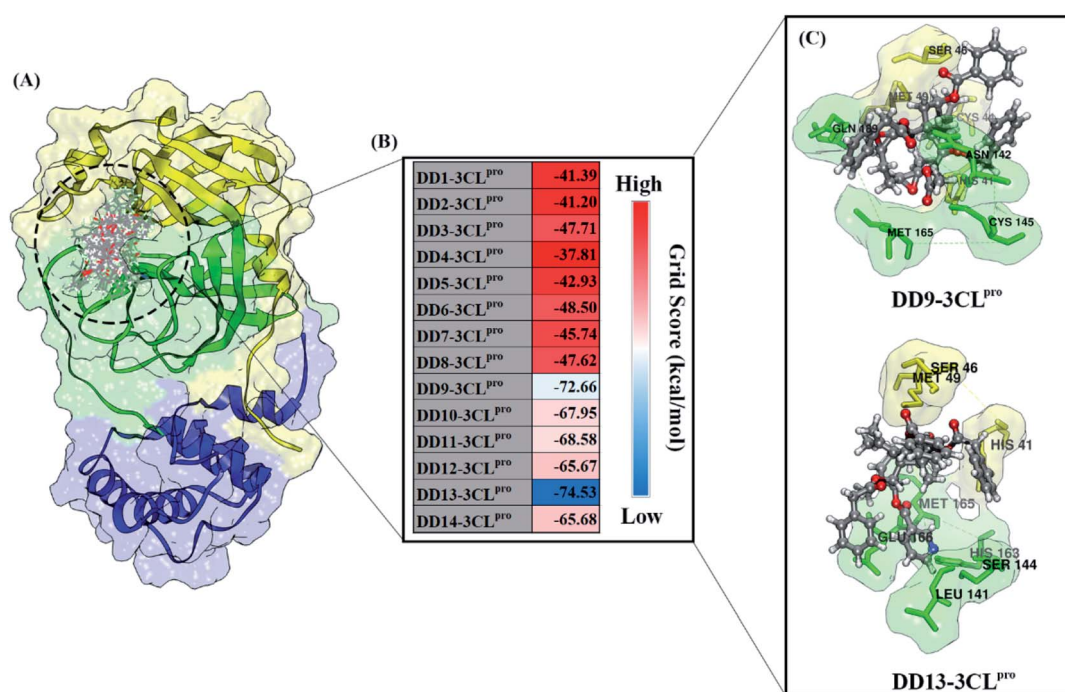 (A)
(B)
DD1-3CLpro -41.39
DD2-3CLpro -41.20
DD3-3CLpro -47.71
DD4-3CLpro -37.81
DD5-3CLpro -42.93
DD6-3CLpro -48.50
DD7-3CLpro -45.74
DD8-3CLpro -47.62
DD9-3CLpro -72.66
DD10-3CLpro -67.95
DD11-3CLpro -68.58
DD12-3CLpro -65.67
DD13-3CLpro -74.53
DD14-3CLpro -65.68
High
Grid Score (kcal/mol)
Low
(C)
SER 46
MET 49
CYS 44
GLN 189
ASN 142
HIS 41
CYS 145
MET 165
DD9-3CLpro
SER 46
MET 49
HIS 41
MET 165
GLU 166
HIS 163
SER 144
LEU 141
DD13-3CLpro